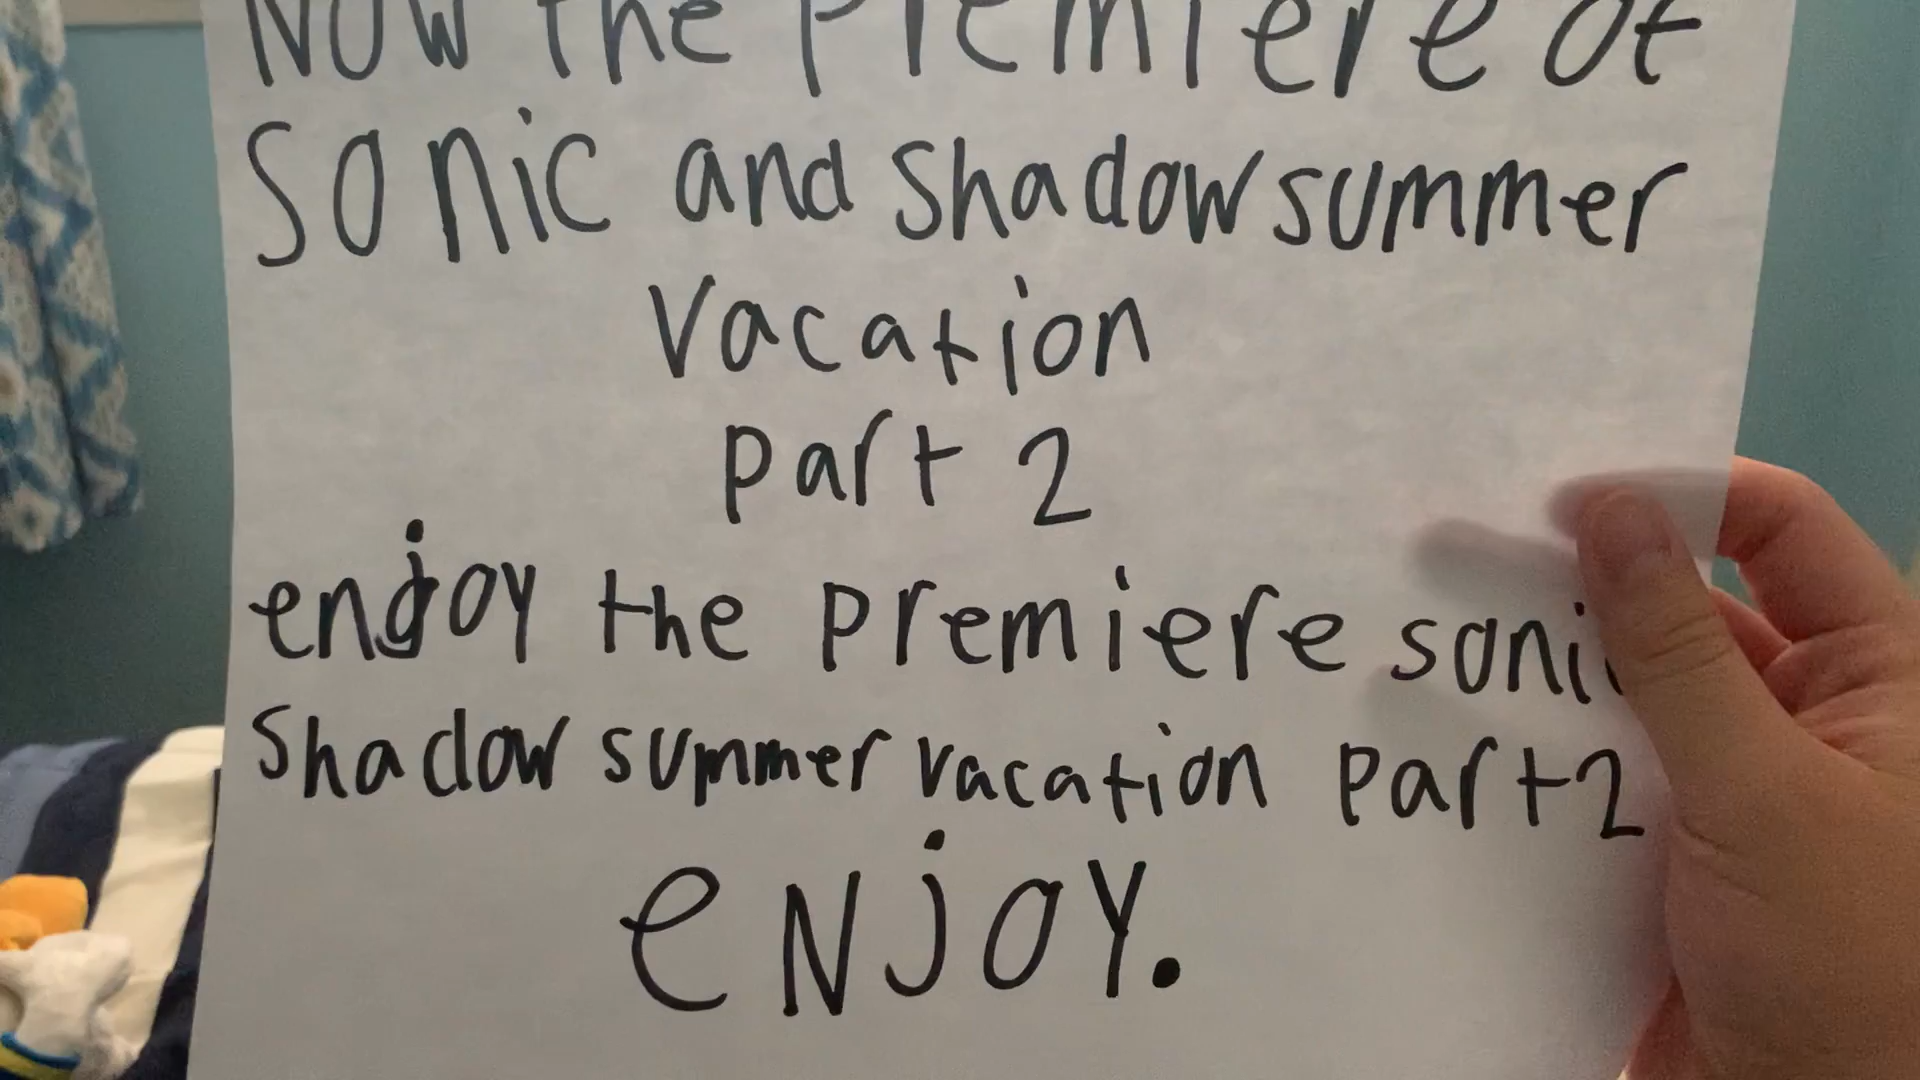 Now the Premiere of
sonic and shadow summer
Vacation
part 2
enjoy the premiere soni
Shadow summer vacation part 2
enjoy.